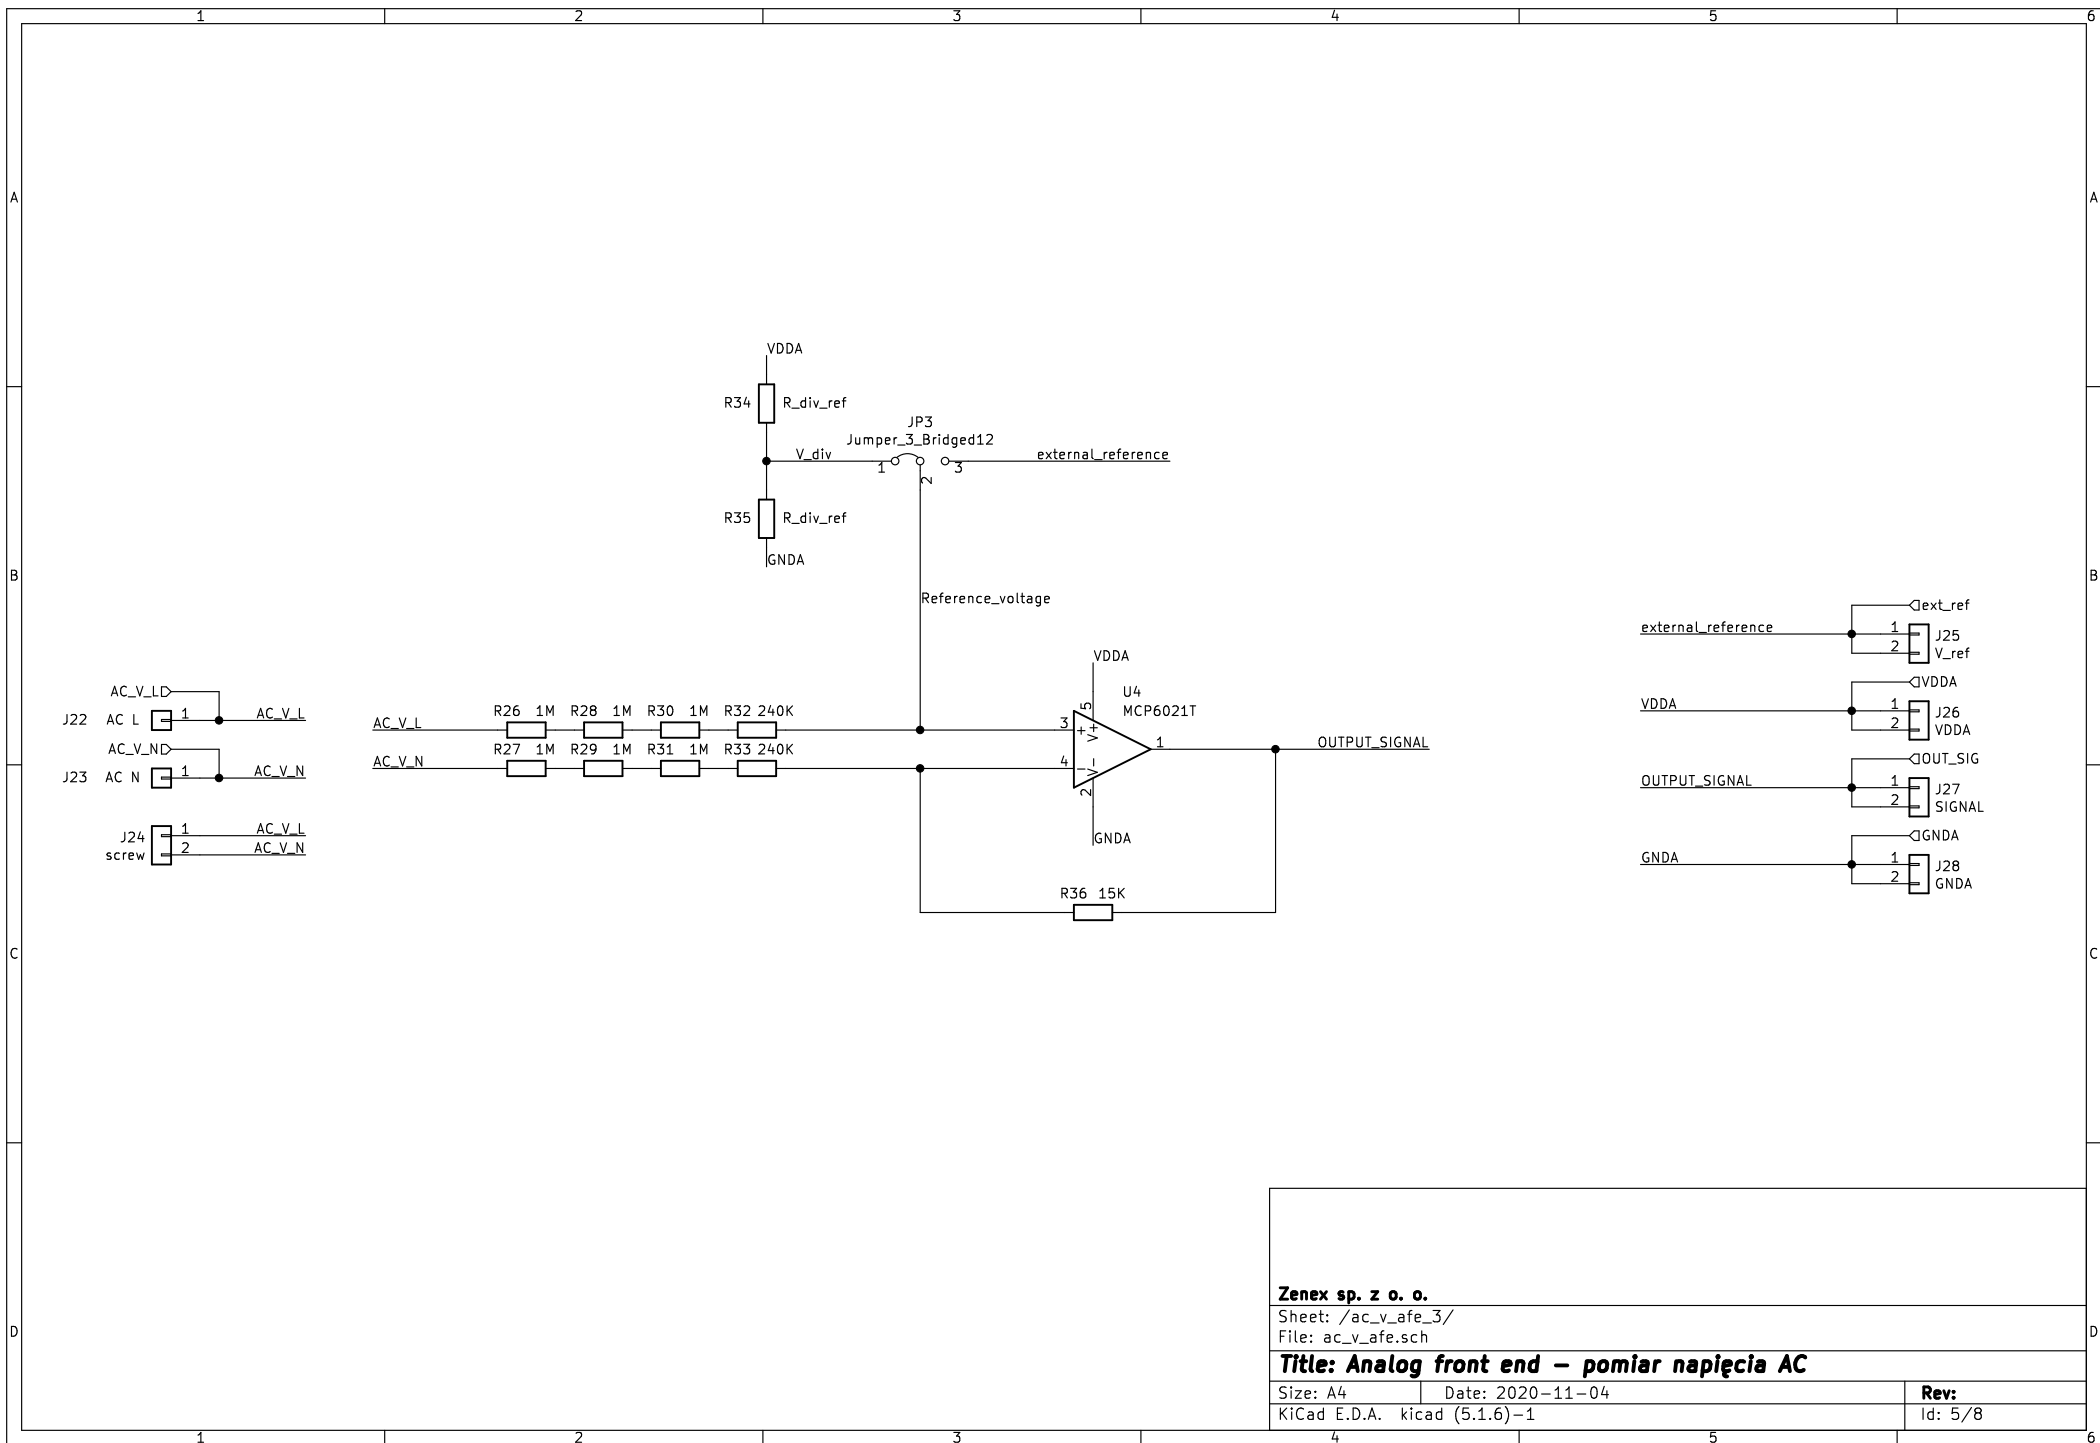 1 2 3 4 5 6
A A
VDDA
R34 R_div_ref
JP3
Jumper_3_Bridged12
V_div 1 2 3 external_reference
R35 R_div_ref
GNDA
B B
Reference_voltage
ext_ref
external_reference 1 J25
2 V_ref
VDDA
VDDA 1 J26
2 VDDA
OUT_SIG
OUTPUT_SIGNAL 1 J27
2 SIGNAL
GNDA
GNDA 1 J28
2 GNDA
AC_V_L
J22 AC L 1 AC_V_L
AC_V_N
J23 AC N 1 AC_V_N
J24 1 AC_V_L
screw 2 AC_V_N
AC_V_L R26 1M R28 1M R30 1M R32 240K
AC_V_N R27 1M R29 1M R31 1M R33 240K
VDDA
U4
MCP6021T
5
3 + V+
4 − V- 1 OUTPUT_SIGNAL
2
GNDA
R36 15K
C C
D D
Zenex sp. z o. o.
Sheet: /ac_v_afe_3/
File: ac_v_afe.sch
Title: Analog front end – pomiar napięcia AC
Size: A4 Date: 2020-11-04 Rev:
KiCad E.D.A. kicad (5.1.6)-1 Id: 5/8
1 2 3 4 5 6